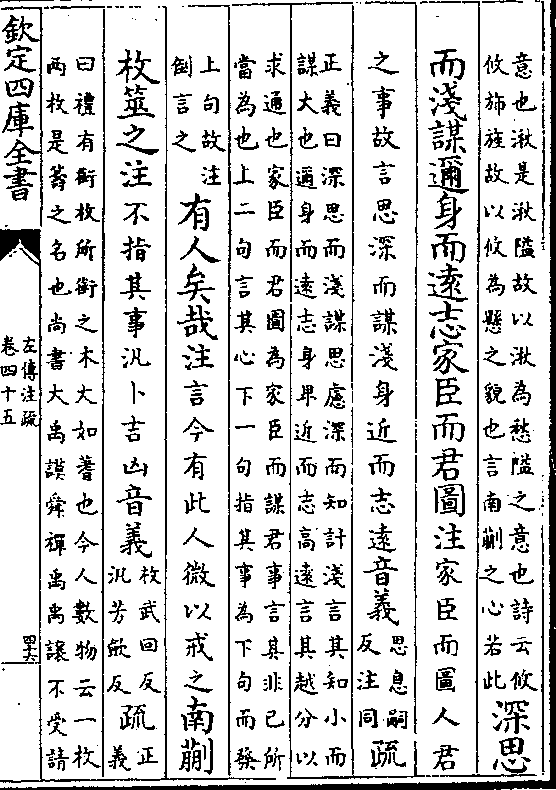 意也湫是湫隘故以湫為愁隘之意也詩云攸
攸斾旌故以攸為懸之貌也言南蒯之心若此
深思
而淺謀邇身而遠志家臣而君圖注家臣而圖人君
之事故言思深而謀淺身近而志遠音義
思息嗣
反注同
疏
正義曰深思而淺謀思慮深而知計淺言其知小而
謀大也邇身而遠志身卑近而志高遠言其越分以
求通也家臣而君圖為家臣而謀君事言其非已所
當為也上二句言其心下一句指其事為下句而發
上句故注
倒言之
有人矣哉注言今有此人微以戒之南蒯
枚筮之注不指其事汎卜吉凶音義
枚武回反
汎芳歛反
疏
正
義
曰禮有銜枚所銜之木大如蓍也今人數物云一枚
兩枚是蓍之名也尚書大禹謨舜禪禹禹讓不受請
欽定四庫全書
左傳注疏
卷四十五
四十六